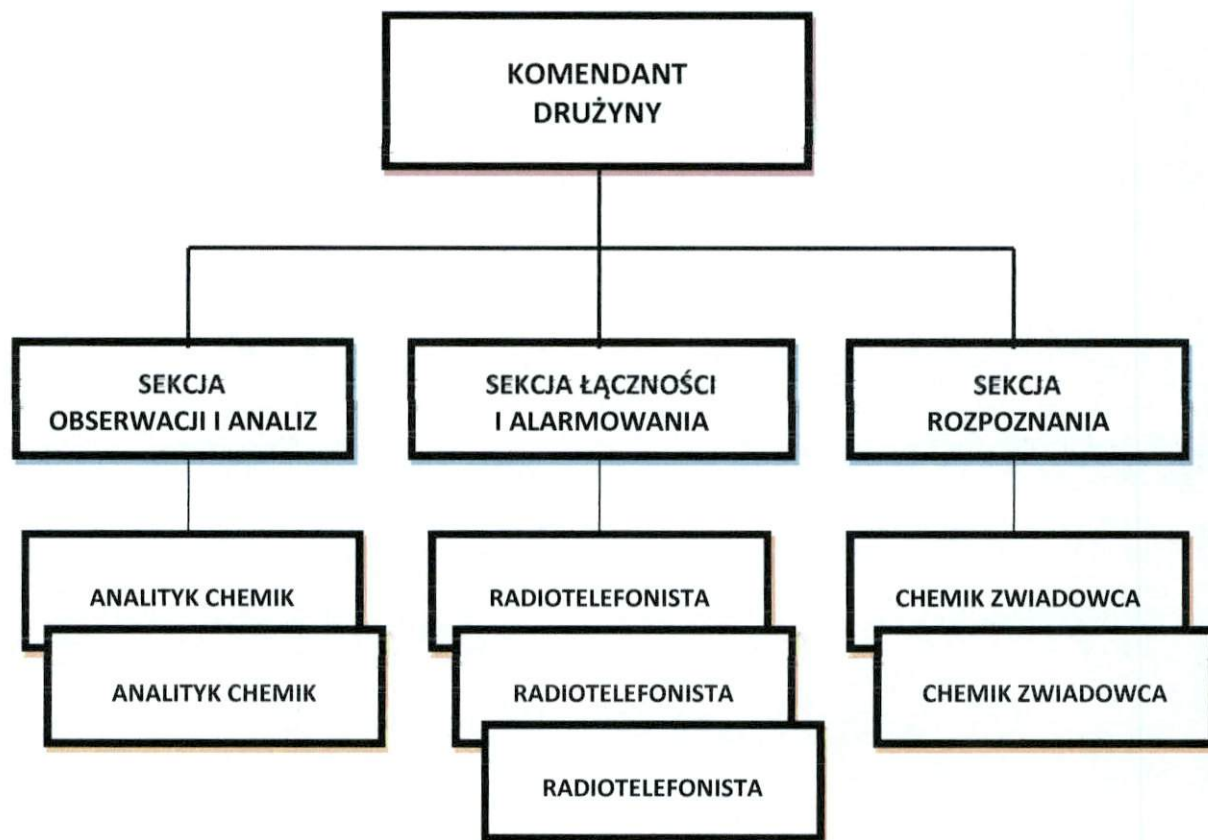 KOMENDANT
DRUŻYNY
SEKCJA
OBSERWACJI I ANALIZ
SEKCJA ŁĄCZNOŚCI
I ALARMOWANIA
SEKCJA
ROZPOZNANIA
ANALITYK CHEMIK
ANALITYK CHEMIK
RADIOTELEFONISTA
RADIOTELEFONISTA
RADIOTELEFONISTA
CHEMIK ZWIADOWCA
CHEMIK ZWIADOWCA